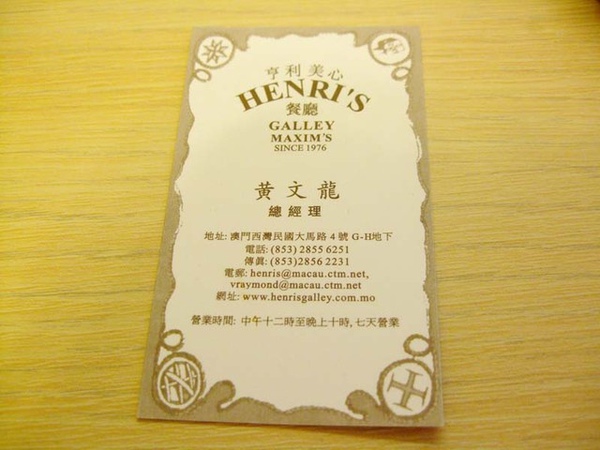 亨利美心
HENRI'S
餐廳
GALLEY
MAXIM'S
SINCE 1976
黃文龍
總經理
地址: 澳門西灣民國大馬路 4 號 G-H地下
電話: (853) 2855 6251
傳眞: (853)2856 2231
電郵: henris@macau.ctm.net,
vraymond@macau.ctm.net
網址: www.henrisgalley.com.mo
營業時間: 中午十二時至晚上十時, 七天營業